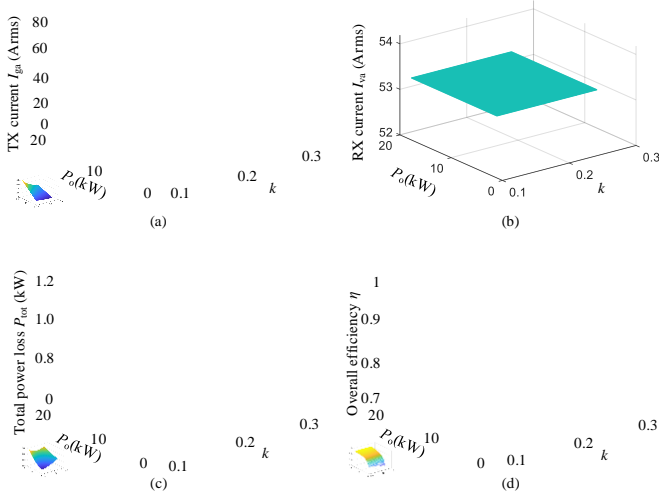 TX current I_ga (Arms)
80
60
40
20
0
20
10
0
P_o(kW)
0.1
0.2
0.3
k
(a)
RX current I_va (Arms)
54
53
52
20
10
0
P_o(kW)
0.1
0.2
0.3
k
(b)
Total power loss P_tot (kW)
1.2
1.0
0.8
0
20
10
0
P_o(kW)
0.1
0.2
0.3
k
(c)
Overall efficiency η
1
0.9
0.8
0.7
20
10
0
P_o(kW)
0.1
0.2
0.3
k
(d)